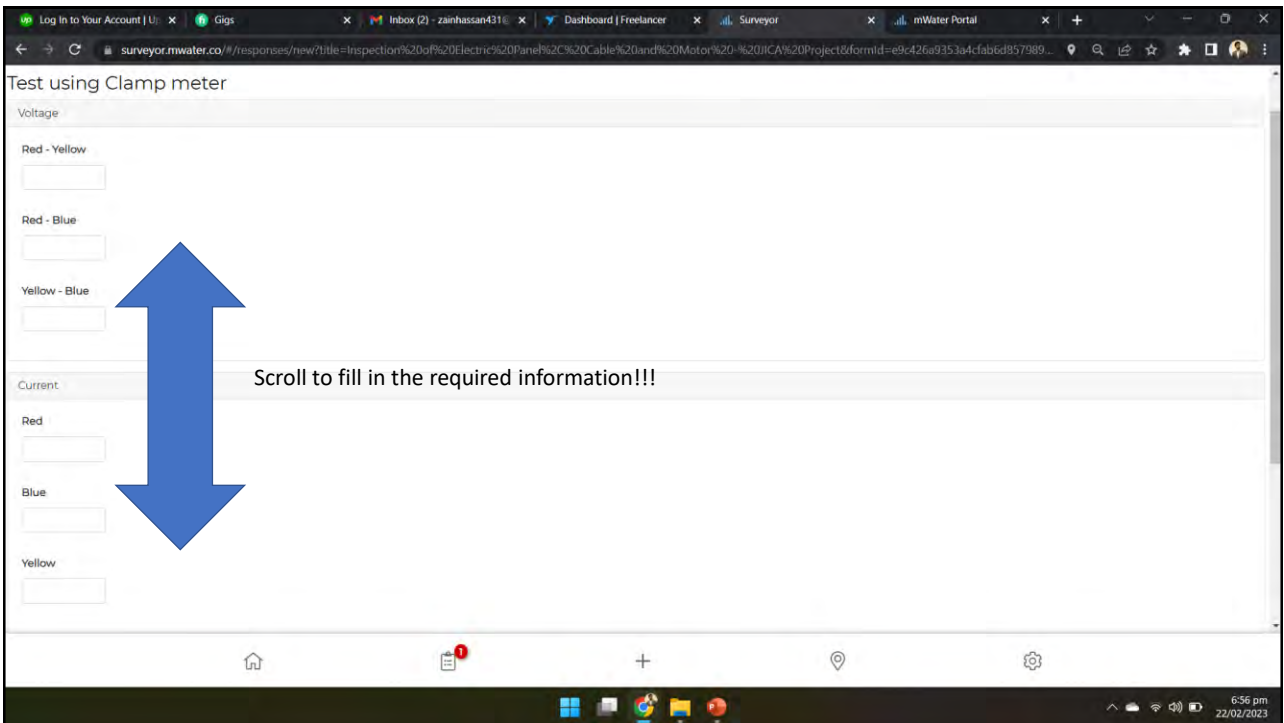 Log In to Your Account | U
Gigs
Inbox (2) - zainhassan431@
Dashboard | Freelancer
Surveyor
mWater Portal
surveyor.mwater.co/#/responses/new?title=Inspection%20of%20Electric%20Panel%2C%20Cable%20and%20Motor%20-%20JICA%20Project&formId=e9c426a9353a4cfab6d857989...
Test using Clamp meter
Voltage
Red - Yellow
Red - Blue
Yellow - Blue
Scroll to fill in the required information!!!
Current
Red
Blue
Yellow
1
6:56 pm
22/02/2023